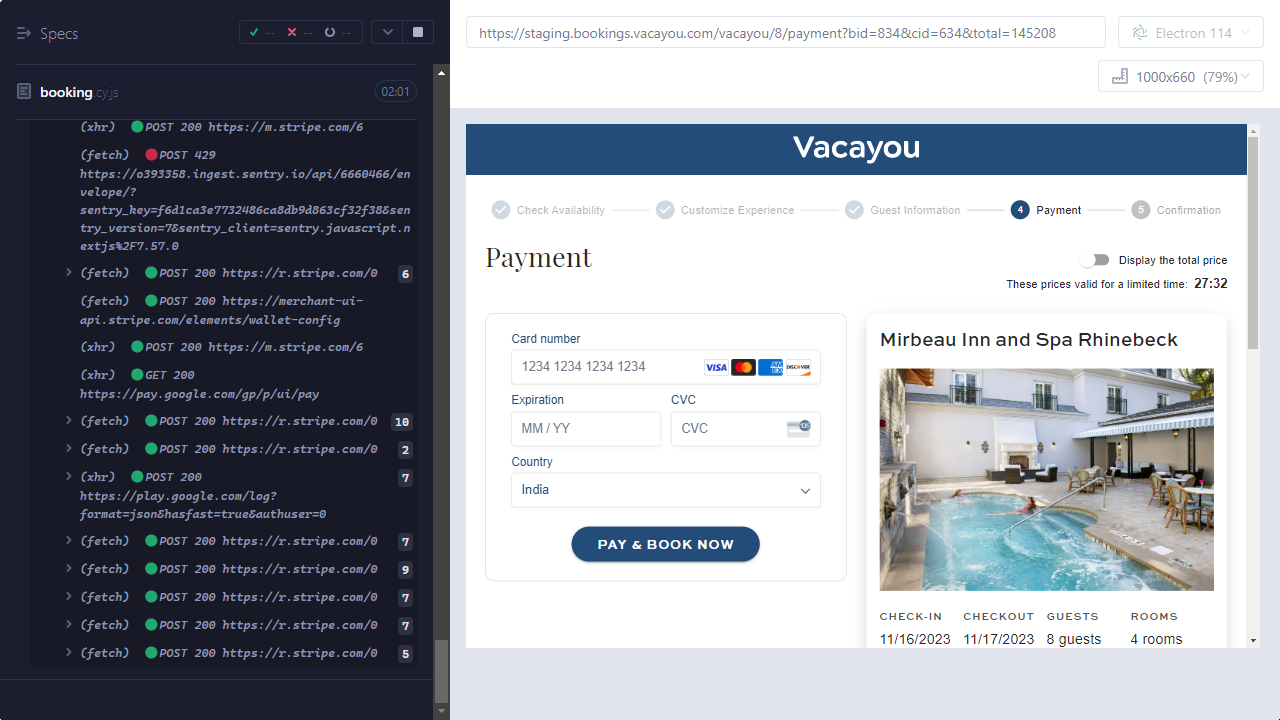 Specs
-- -- --
booking.cy.js 02:01
(xhr) POST 200 https://m.stripe.com/6
(fetch) POST 429
https://o393358.ingest.sentry.io/api/6660466/en
velope/?
sentry_key=f6d1ca3e7732486ca8db9d863cf32f38&sen
try_version=7&sentry_client=sentry.javascript.n
extjs%2F7.57.0
(fetch) POST 200 https://r.stripe.com/0 6
(fetch) POST 200 https://merchant-ui-
api.stripe.com/elements/wallet-config
(xhr) POST 200 https://m.stripe.com/6
(xhr) GET 200
https://pay.google.com/gp/p/ui/pay
(fetch) POST 200 https://r.stripe.com/0 10
(fetch) POST 200 https://r.stripe.com/0 2
(xhr) POST 200 7
https://play.google.com/log?
format=json&hasfast=true&authuser=0
(fetch) POST 200 https://r.stripe.com/0 7
(fetch) POST 200 https://r.stripe.com/0 9
(fetch) POST 200 https://r.stripe.com/0 7
(fetch) POST 200 https://r.stripe.com/0 7
(fetch) POST 200 https://r.stripe.com/0 5
https://staging.bookings.vacayou.com/vacayou/8/payment?bid=834&cid=634&total=145208
Electron 114
1000x660 (79%)
Vacayou
Check Availability
Customize Experience
Guest Information
4 Payment
5 Confirmation
Payment
Display the total price
These prices valid for a limited time: 27:32
Card number
1234 1234 1234 1234 VISA AMEX DISCOVER
Expiration CVC
MM / YY CVC
Country
India
PAY & BOOK NOW
Mirbeau Inn and Spa Rhinebeck
CHECK-IN CHECKOUT GUESTS ROOMS
11/16/2023 11/17/2023 8 guests 4 rooms